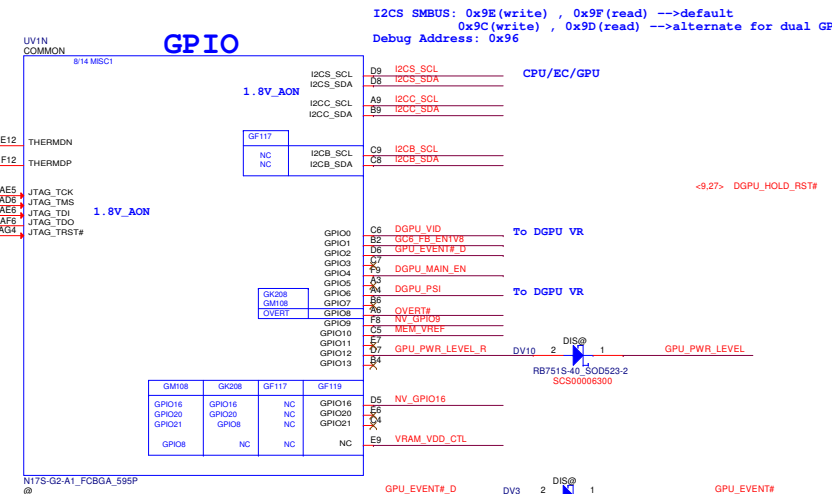 I2CS SMBUS: 0x9E(write) , 0x9F(read) -->default
0x9C(write) , 0x9D(read) -->alternate for dual GP
Debug Address: 0x96
UV1N
COMMON
GPIO
8/14 MISC1
I2CS_SCL D9 I2CS_SCL
I2CS_SDA D8 I2CS_SDA
CPU/EC/GPU
1.8V_AON
I2CC_SCL A9 I2CC_SCL
I2CC_SDA B9 I2CC_SDA
E12 THERMDN
GF117
NC I2CB_SCL C9 I2CB_SCL
NC I2CB_SDA C8 I2CB_SDA
F12 THERMDP
<9,27> DGPU_HOLD_RST#
AE5 JTAG_TCK
AD6 JTAG_TMS
AE6 JTAG_TDI
AF6 JTAG_TDO
AG4 JTAG_TRST#
1.8V_AON
GPIO0 C6 DGPU_VID To DGPU VR
GPIO1 B2 GC6_FB_EN1V8
GPIO2 D6 GPU_EVENT#_D
GPIO3 C7
GPIO4 F9 DGPU_MAIN_EN
GPIO5 A3
GPIO6 A4 DGPU_PSI To DGPU VR
GK208
GM108 GPIO7 B6
OVERT GPIO8 A6 OVERT#
GPIO9 F8 NV_GPIO9
GPIO10 C5 MEM_VREF
GPIO11 E7
GPIO12 D7 GPU_PWR_LEVEL_R DV10 2 DIS@ 1 GPU_PWR_LEVEL
GPIO13 B4
RB751S-40_SOD523-2
SCS00006300
GM108 GK208 GF117 GF119
GPIO16 GPIO16 NC GPIO16 D5 NV_GPIO16
GPIO20 GPIO20 NC GPIO20 E6
GPIO21 GPIO8 NC GPIO21 C4
GPIO8 NC NC NC E9 VRAM_VDD_CTL
N17S-G2-A1_FCBGA_595P
@
GPU_EVENT#_D DV3 2 DIS@ 1 GPU_EVENT#